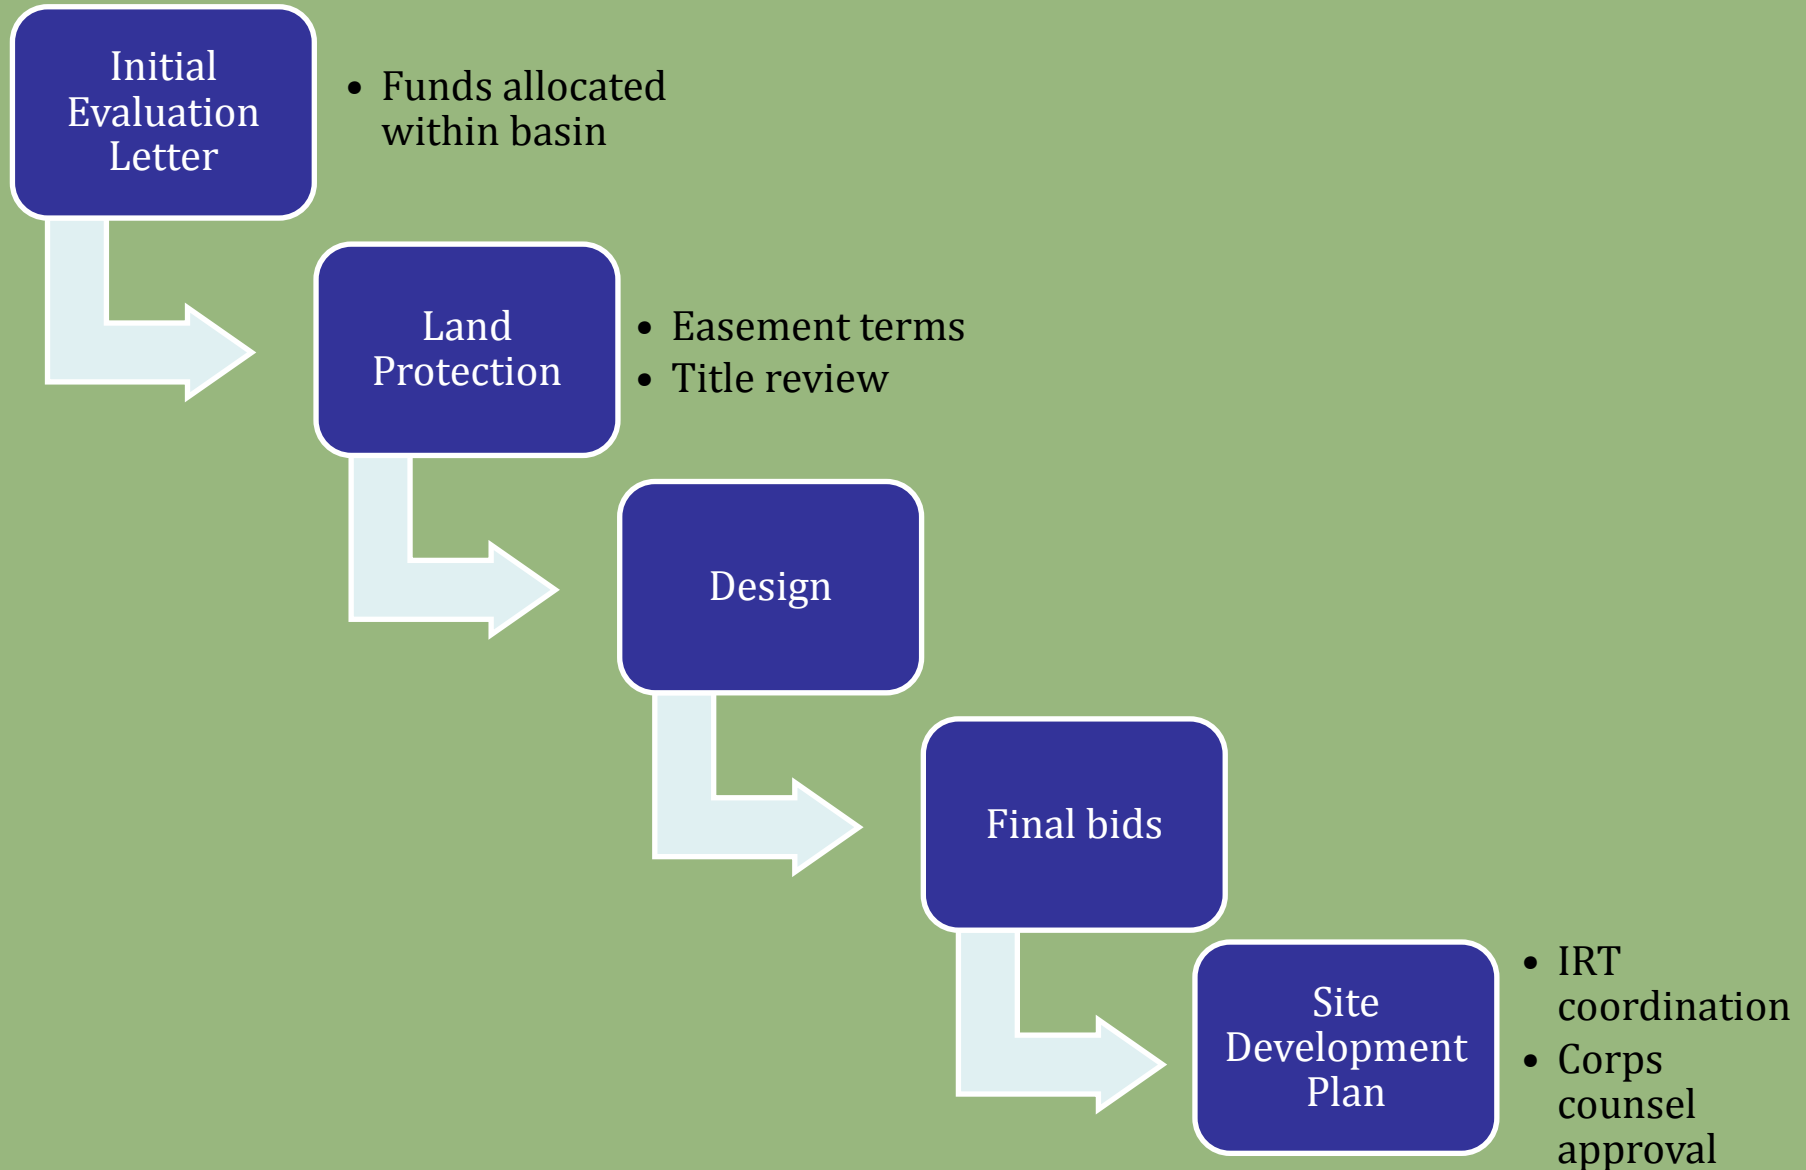 Initial
Evaluation
Letter
• Funds allocated
within basin
Land
Protection
• Easement terms
• Title review
Design
Final bids
Site
Development
Plan
• IRT
coordination
• Corps
counsel
approval